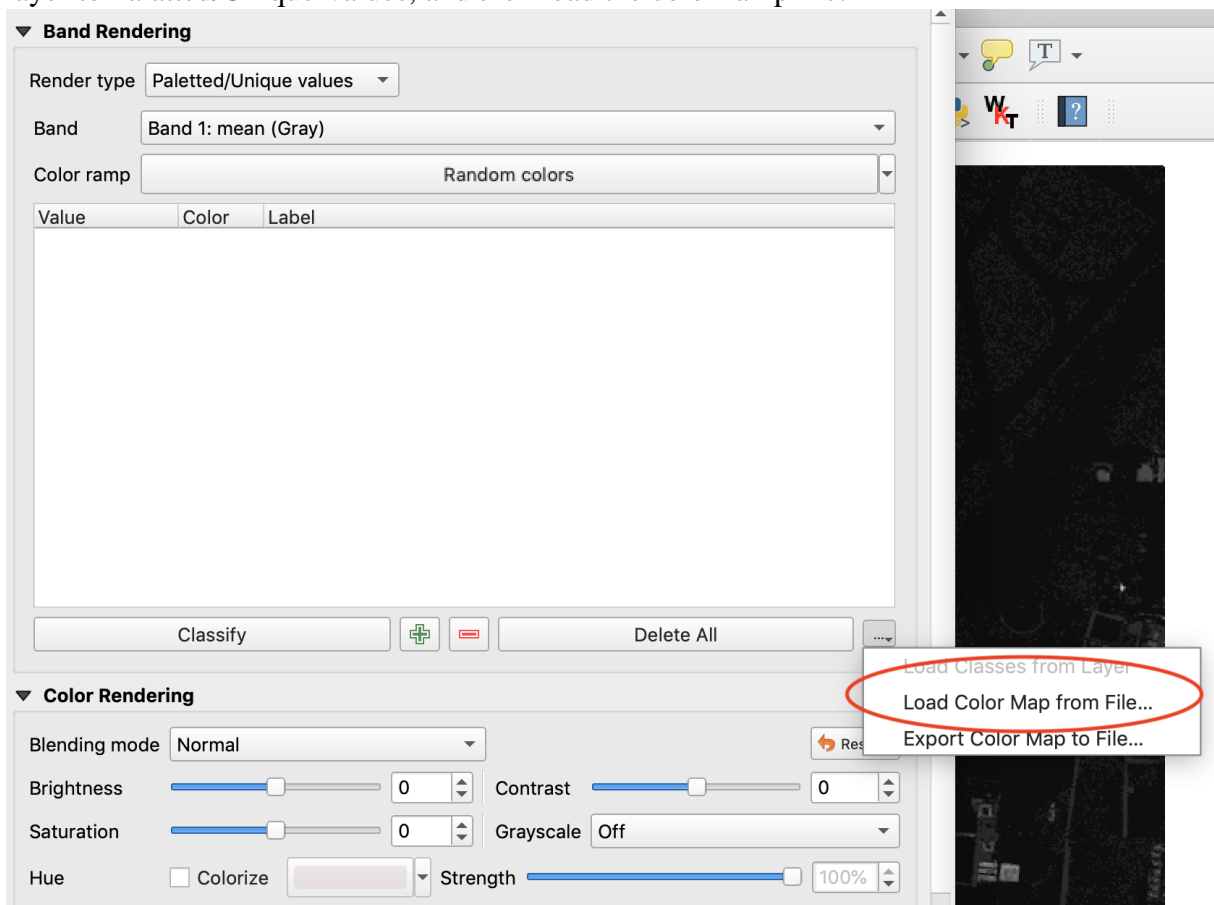 Band Rendering
Render type Paletted/Unique values
Band Band 1: mean (Gray)
Color ramp Random colors
Value Color Label
Classify Delete All ...
Load Classes from Layer
Color Rendering
Load Color Map from File...
Blending mode Normal Res
Export Color Map to File...
Brightness 0 Contrast 0
Saturation 0 Grayscale Off
Hue Colorize Strength 100%
T
WKT
?